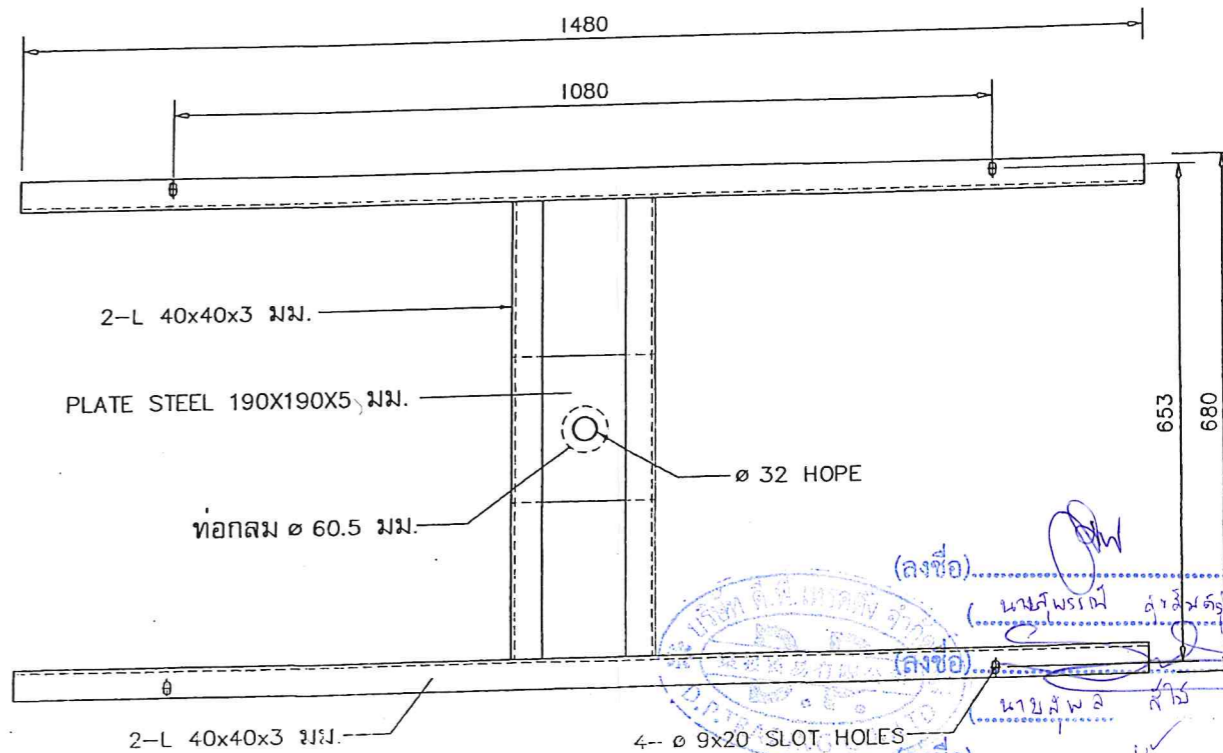 1480
1080
2-L 40x40x3 มม.
PLATE STEEL 190X190X5 มม.
653
680
ø 32 HOPE
ท่อกลม ø 60.5 มม.
(ลงชื่อ)
(ลงชื่อ)
2-L 40x40x3 มม.
4-- ø 9x20 SLOT HOLES